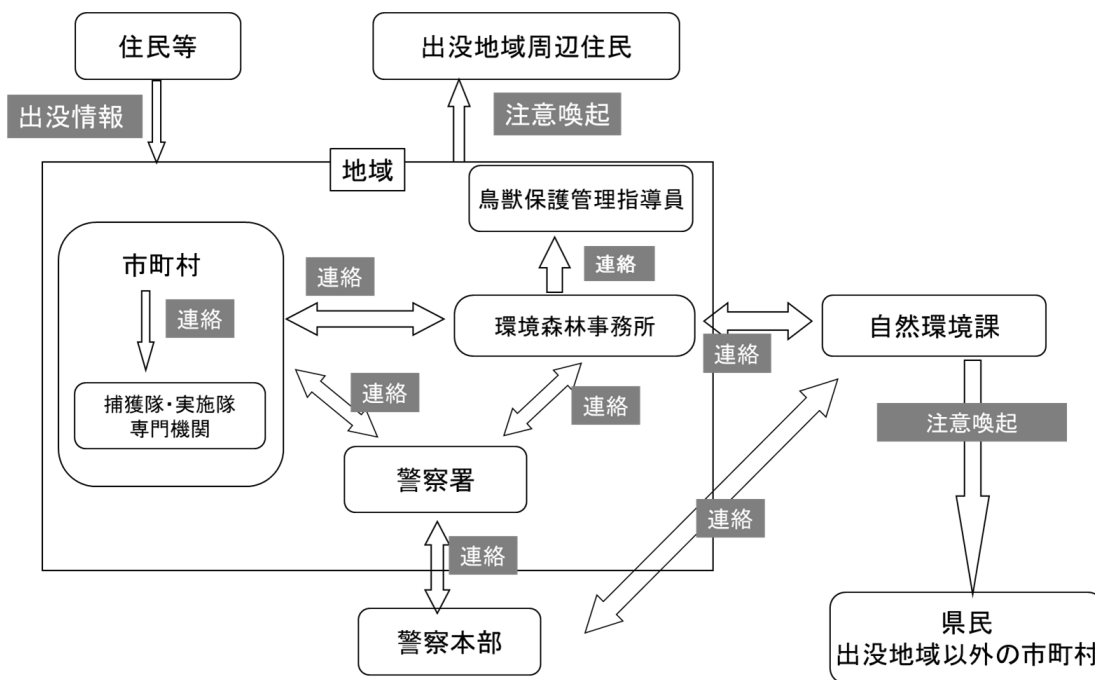 住民等
出没地域周辺住民
出没情報
注意喚起
地域
鳥獣保護管理指導員
市町村
連絡
連絡
連絡
環境森林事務所
連絡
自然環境課
捕獲隊・実施隊
専門機関
連絡
連絡
注意喚起
警察署
連絡
連絡
警察本部
県民
出没地域以外の市町村